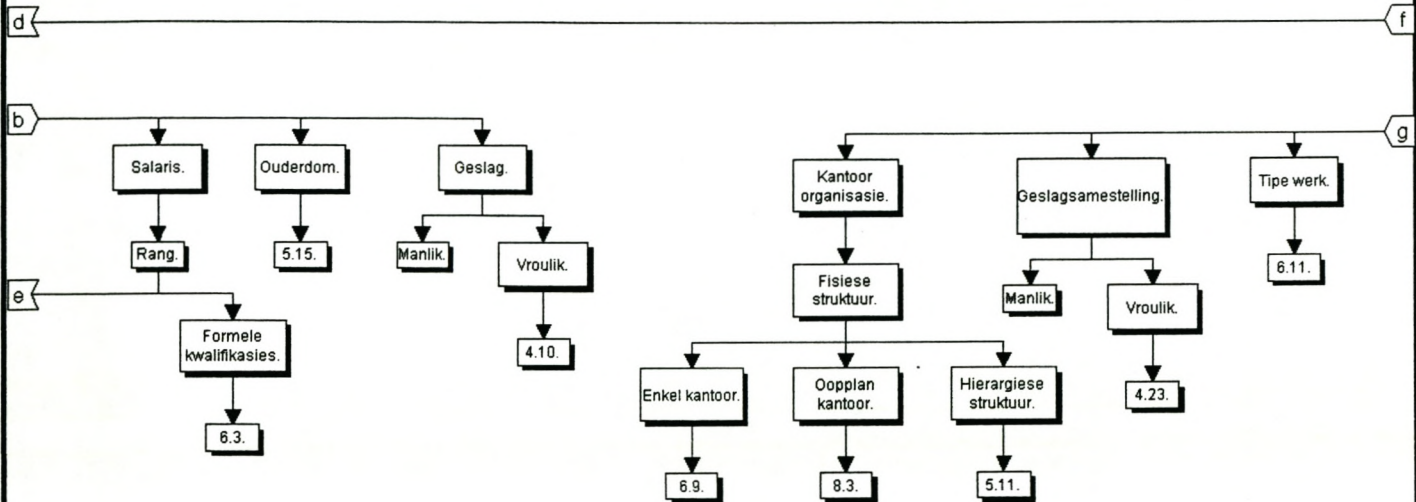 d
f
b
g
Salaris.
Ouderdom.
Geslag.
Kantoor
organisasie.
Geslagsamestelling.
Tipe werk.
Rang.
5.15.
Manlik.
Vroulik.
6.11.
e
Fisiese
struktuur.
Manlik.
Vroulik.
Formele
kwalifikasies.
4.10.
Enkel kantoor.
Oopplan
kantoor.
Hierargiese
struktuur.
4.23.
6.3.
6.9.
8.3.
5.11.